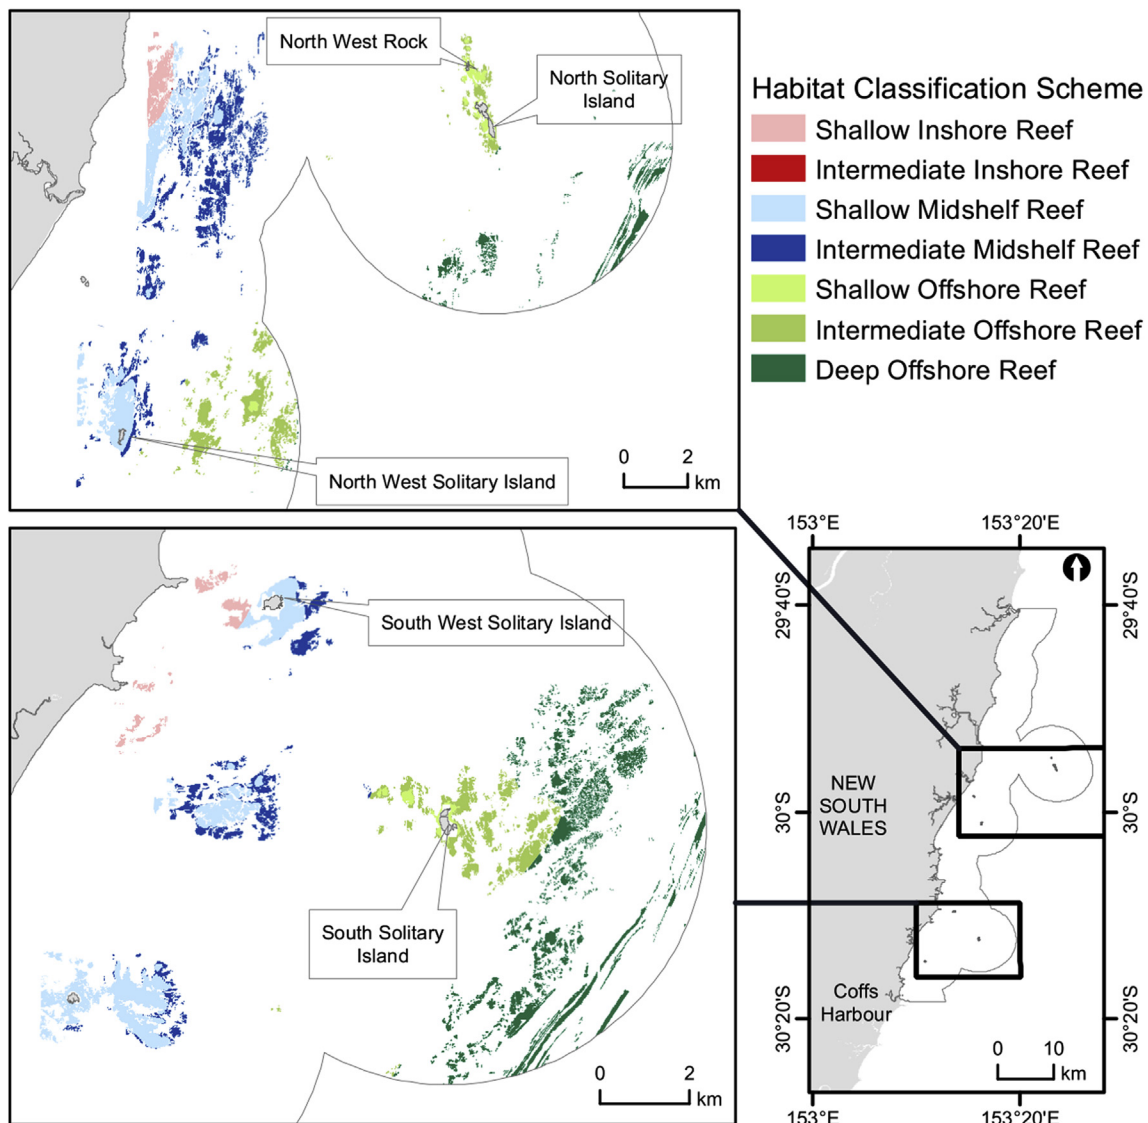 North West Rock
North Solitary
Island
North West Solitary Island
0 2
km
Habitat Classification Scheme
Shallow Inshore Reef
Intermediate Inshore Reef
Shallow Midshelf Reef
Intermediate Midshelf Reef
Shallow Offshore Reef
Intermediate Offshore Reef
Deep Offshore Reef
South West Solitary Island
South Solitary
Island
0 2
km
153°E 153°20'E
29°40'S 29°40'S
NEW
SOUTH
WALES
30°S 30°S
Coffs
Harbour
30°20'S 30°20'S
0 10
km
153°E 153°20'E